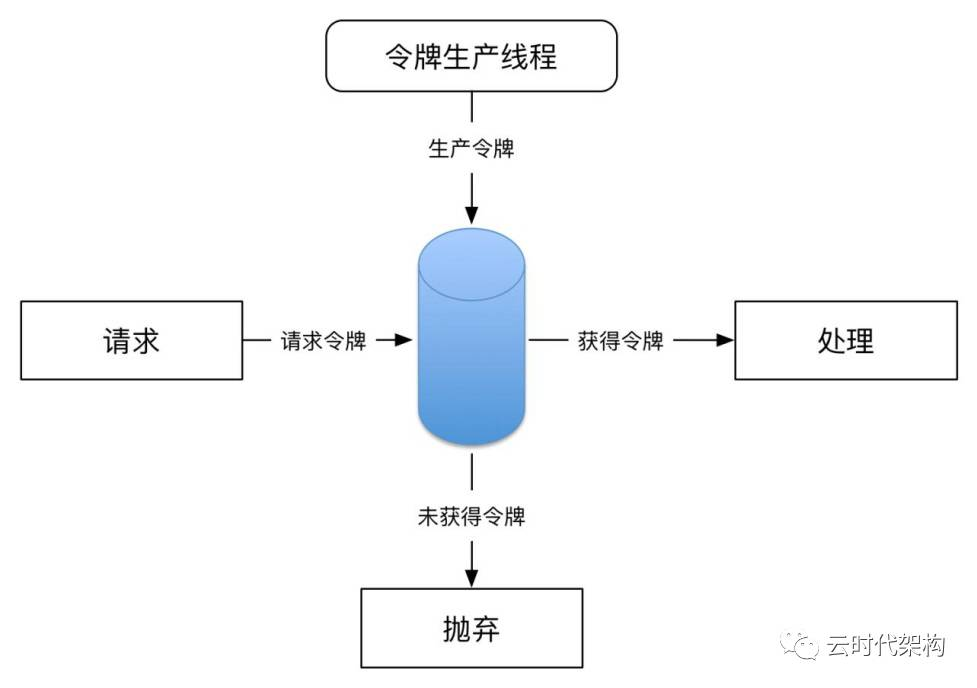 令牌生产线程
生产令牌
请求
请求令牌
获得令牌
处理
未获得令牌
抛弃
云时代架构